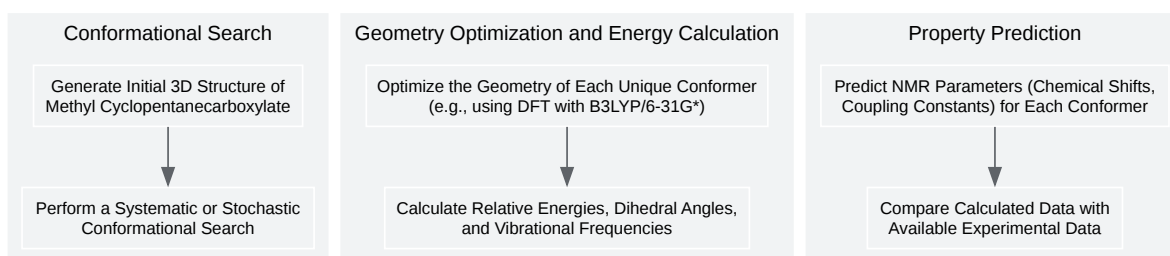 Conformational Search
Generate Initial 3D Structure of
Methyl Cyclopentanecarboxylate
Perform a Systematic or Stochastic
Conformational Search
Geometry Optimization and Energy Calculation
Optimize the Geometry of Each Unique Conformer
(e.g., using DFT with B3LYP/6-31G*)
Calculate Relative Energies, Dihedral Angles,
and Vibrational Frequencies
Property Prediction
Predict NMR Parameters (Chemical Shifts,
Coupling Constants) for Each Conformer
Compare Calculated Data with
Available Experimental Data